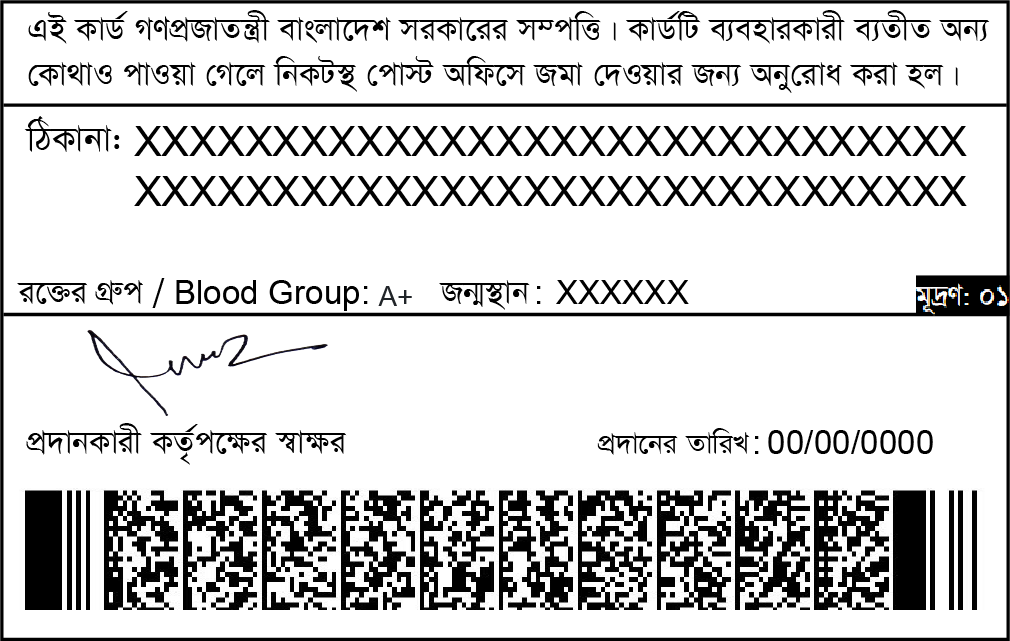 এই কার্ড গণপ্রজাতন্ত্রী বাংলাদেশ সরকারের সম্পত্তি। কার্ডটি ব্যবহারকারী ব্যতীত অন্য
কোথাও পাওয়া গেলে নিকটস্থ পোস্ট অফিসে জমা দেওয়ার জন্য অনুরোধ করা হল।
ঠিকানা: XXXXXXXXXXXXXXXXXXXXXXXXXXXXXX
XXXXXXXXXXXXXXXXXXXXXXXXXXXXXX
রক্তের গ্রুপ / Blood Group: A+ জন্মস্থান: XXXXXX মূদ্রণ: ০১
প্রদানকারী কর্তৃপক্ষের স্বাক্ষর প্রদানের তারিখ: 00/00/0000